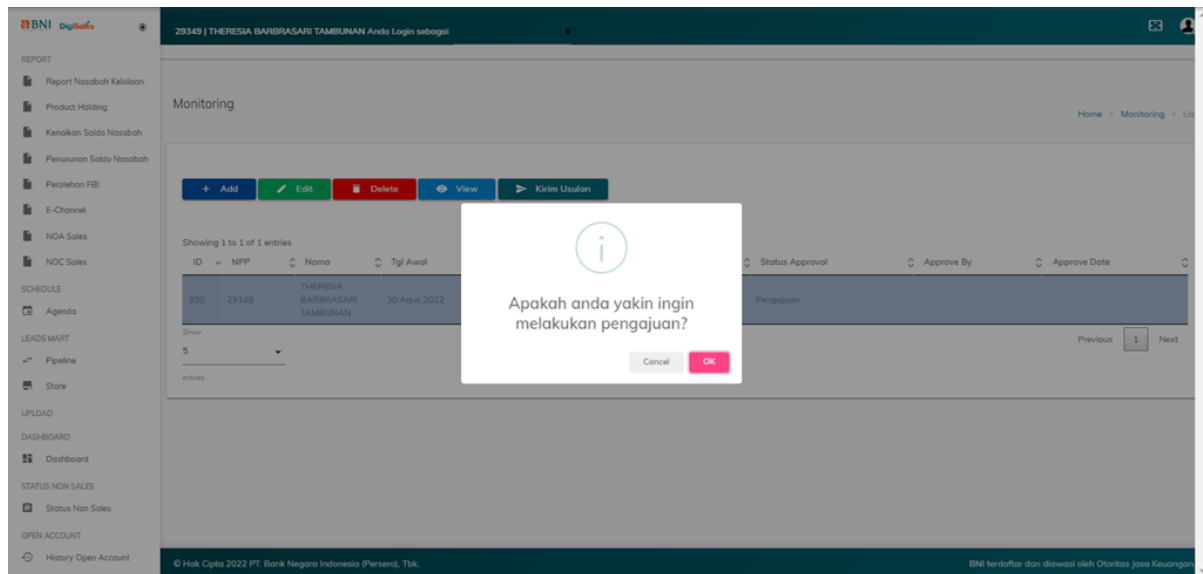 BNI DigiSales
29349 | THERESIA BARBRASARI TAMBUNAN Anda Login sebagai
REPORT
Report Nasabah Kelolaan
Product Holding
Kenaikan Saldo Nasabah
Penurunan Saldo Nasabah
Perolehan FBI
E-Channel
NOA Sales
NOC Sales
SCHEDULE
Agenda
LEADS MART
Pipeline
Store
UPLOAD
DASHBOARD
Dashboard
STATUS NON SALES
Status Non Sales
OPEN ACCOUNT
History Open Account
Monitoring
Home > Monitoring > Lis
+ Add Edit Delete View Kirim Usulan
Showing 1 to 1 of 1 entries
ID NPP Nama Tgl Awal Status Approval Approve By Approve Date
350 29349 THERESIA BARBRASARI TAMBUNAN 30 Agus 2022 Pengajuan
Show
5
entries
Previous 1 Next
Apakah anda yakin ingin
melakukan pengajuan?
Cancel OK
© Hak Cipta 2022 PT. Bank Negara Indonesia (Persero), Tbk.
BNI terdaftar dan diawasi oleh Otoritas Jasa Keuangan